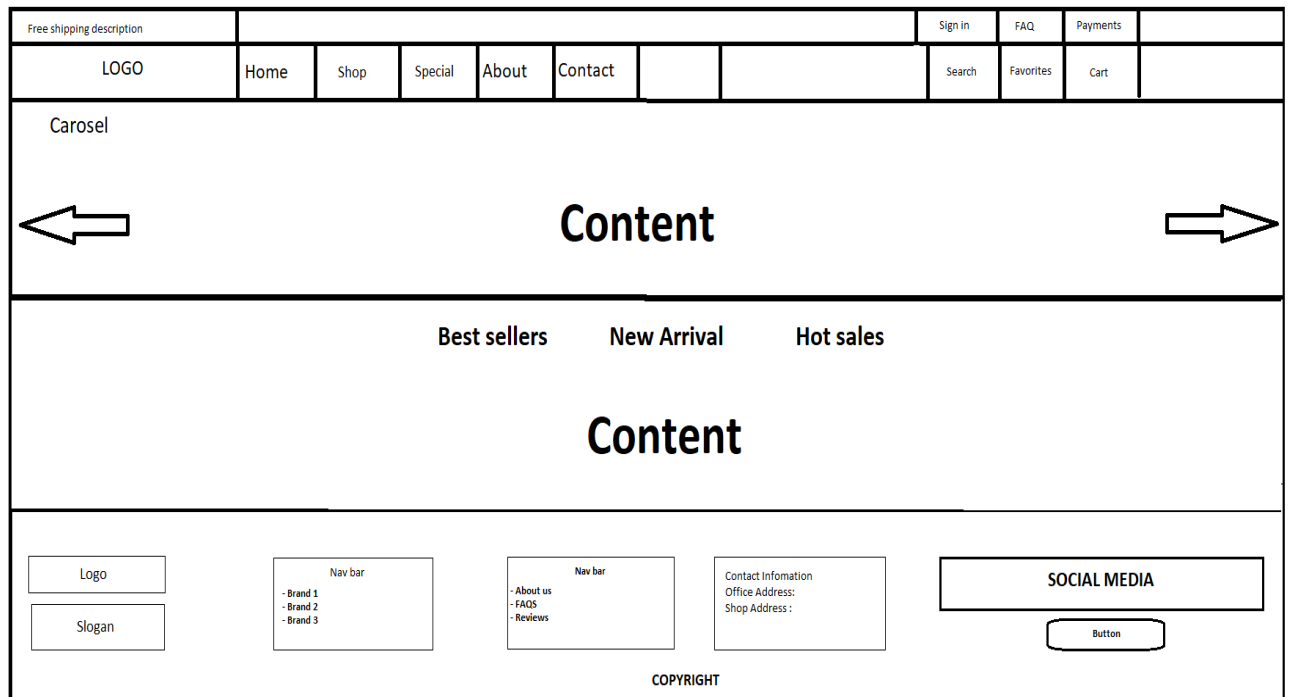 Free shipping description
Sign in
FAQ
Payments
LOGO
Home
Shop
Special
About
Contact
Search
Favorites
Cart
Carosel
Content
Best sellers
New Arrival
Hot sales
Content
Logo
Slogan
Nav bar
- Brand 1
- Brand 2
- Brand 3
Nav bar
- About us
- FAQS
- Reviews
Contact Infomation
Office Address:
Shop Address :
SOCIAL MEDIA
Button
COPYRIGHT